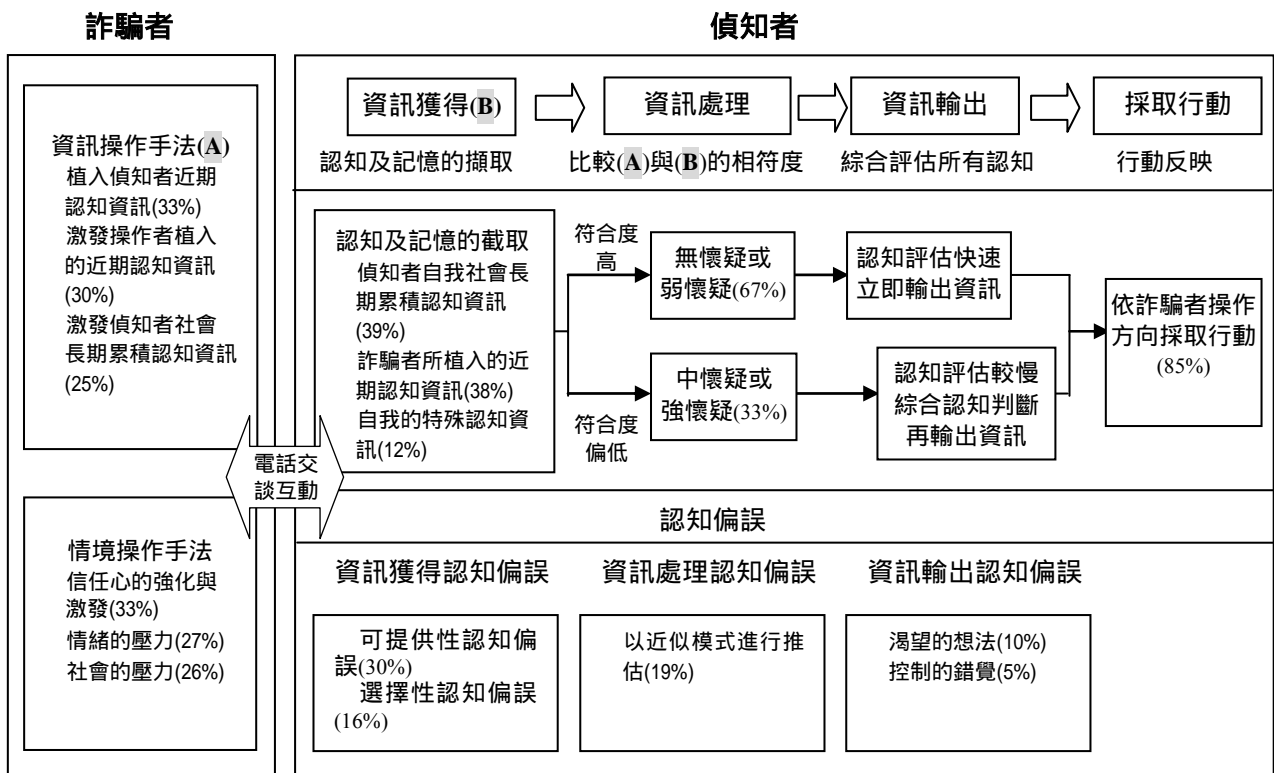 詐騙者
偵知者
資訊操作手法(A)
植入偵知者近期
認知資訊(33%)
激發操作者植入
的近期認知資訊
(30%)
激發偵知者社會
長期累積認知資訊
(25%)
情境操作手法
信任心的強化與
激發(33%)
情緒的壓力(27%)
社會的壓力(26%)
電話交
談互動
資訊獲得(B)
資訊處理
資訊輸出
採取行動
認知及記憶的擷取
比較(A)與(B)的相符度
綜合評估所有認知
行動反映
認知及記憶的截取
偵知者自我社會長
期累積認知資訊
(39%)
詐騙者所植入的近
期認知資訊(38%)
自我的特殊認知資
訊(12%)
符合度
高
無懷疑或
弱懷疑(67%)
認知評估快速
立即輸出資訊
符合度
偏低
中懷疑或
強懷疑(33%)
認知評估較慢
綜合認知判斷
再輸出資訊
依詐騙者操作
方向採取行動
(85%)
認知偏誤
資訊獲得認知偏誤
資訊處理認知偏誤
資訊輸出認知偏誤
可提供性認知偏
誤(30%)
選擇性認知偏誤
(16%)
以近似模式進行推
估(19%)
渴望的想法(10%)
控制的錯覺(5%)